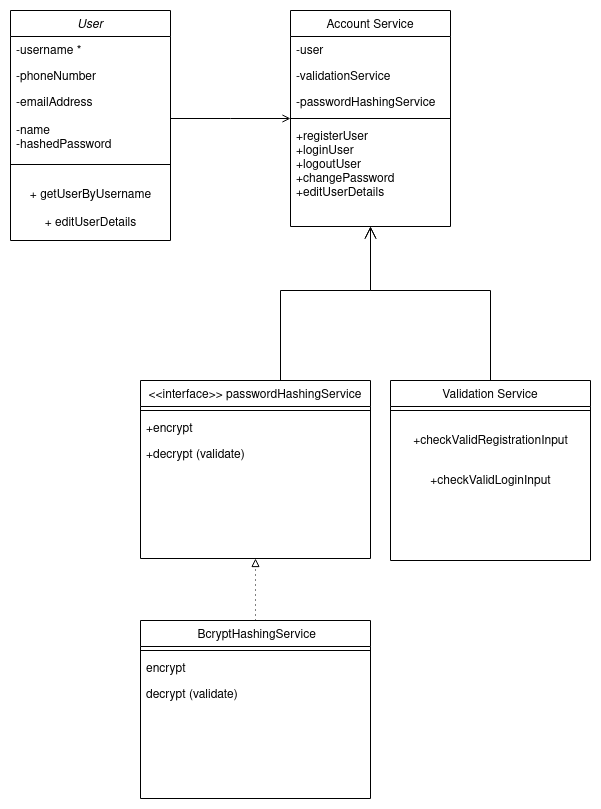 User
-username *
-phoneNumber
-emailAddress
-name
-hashedPassword
+ getUserByUsername
+ editUserDetails
Account Service
-user
-validationService
-passwordHashingService
+registerUser
+loginUser
+logoutUser
+changePassword
+editUserDetails
<<interface>> passwordHashingService
+encrypt
+decrypt (validate)
Validation Service
+checkValidRegistrationInput
+checkValidLoginInput
BcryptHashingService
encrypt
decrypt (validate)